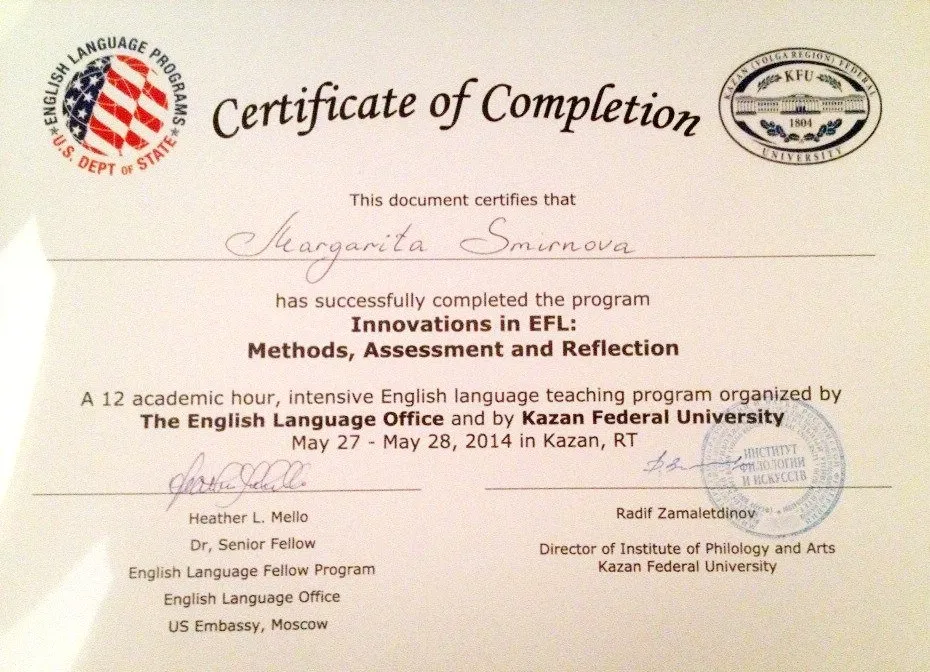 ENGLISH LANGUAGE PROGRAMS
★ U.S. DEPT OF STATE ★
Certificate of Completion
KAZAN (VOLGA REGION) FEDERAL
KFU
1804
UNIVERSITY
This document certifies that
Margarita Smirnova
has successfully completed the program
Innovations in EFL:
Methods, Assessment and Reflection
A 12 academic hour, intensive English language teaching program organized by
The English Language Office and by Kazan Federal University
May 27 - May 28, 2014 in Kazan, RT
ИНСТИТУТ
ФИЛОЛОГИИ
И ИСКУССТВ
Heather L. Mello
Dr, Senior Fellow
English Language Fellow Program
English Language Office
US Embassy, Moscow
Radif Zamaletdinov
Director of Institute of Philology and Arts
Kazan Federal University